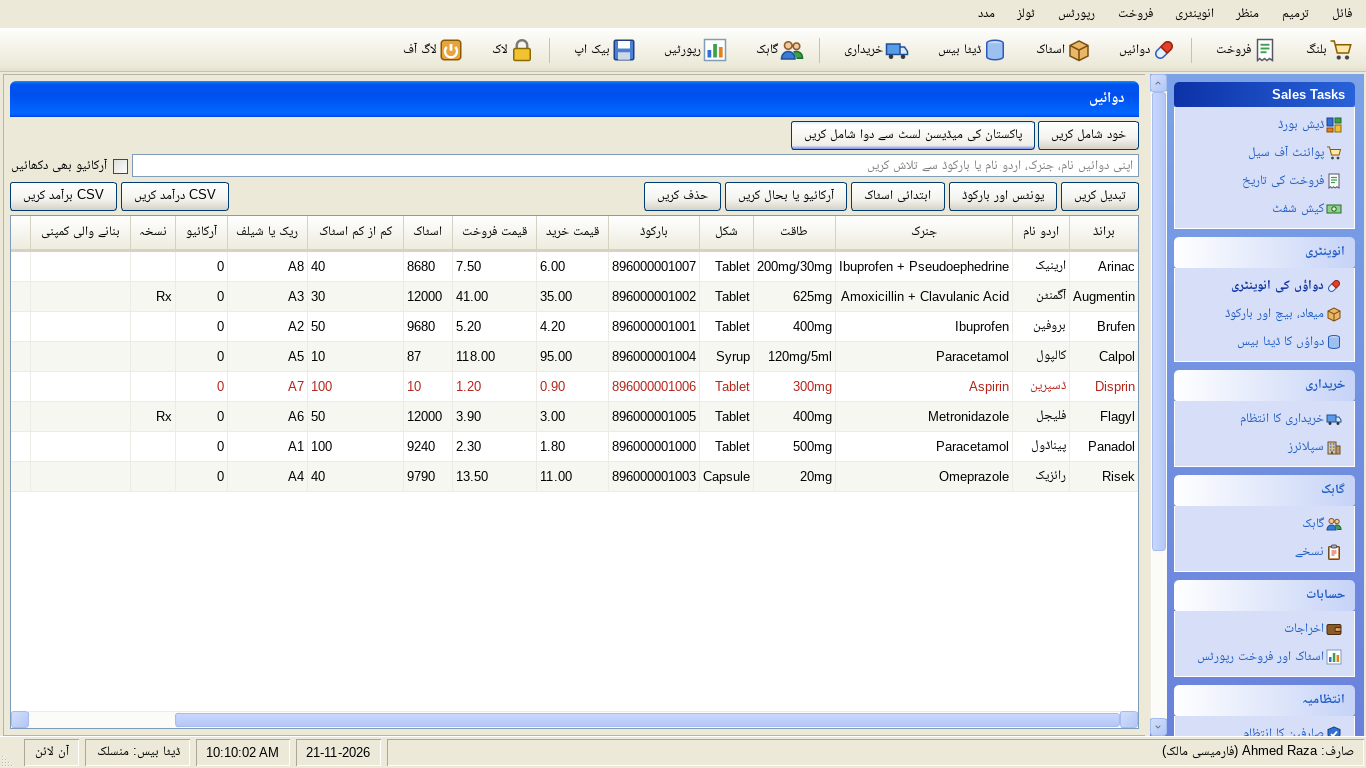 فائل ترمیم منظر انوینٹری فروخت رپورٹس ٹولز مدد
بلنگ فروخت دوائیں اسٹاک ڈیٹا بیس خریداری گاہک رپورٹیں بیک اپ لاک لاگ آف
Sales Tasks
ڈیش بورڈ
پوائنٹ آف سیل
فروخت کی تاریخ
کیش شفٹ
انوینٹری
دواؤں کی انوینٹری
میعاد، بیچ اور بارکوڈ
دواؤں کا ڈیٹا بیس
خریداری
خریداری کا انتظام
سپلائرز
گاہک
گاہک
نسخے
حسابات
اخراجات
اسٹاک اور فروخت رپورٹس
انتظامیہ
صارفین کا انتظام
دوائیں
خود شامل کریں پاکستان کی میڈیسن لسٹ سے دوا شامل کریں
اپنی دوائیں نام، جنرک، اردو نام یا بارکوڈ سے تلاش کریں آرکائیو بھی دکھائیں
تبدیل کریں یونٹس اور بارکوڈ ابتدائی اسٹاک آرکائیو یا بحال کریں حذف کریں CSV درآمد کریں CSV برآمد کریں
برانڈ اردو نام جنرک طاقت شکل بارکوڈ قیمت خرید قیمت فروخت اسٹاک کم از کم اسٹاک ریک یا شیلف آرکائیو نسخہ بنانے والی کمپنی
Arinac ارینیک Ibuprofen + Pseudoephedrine 200mg/30mg Tablet 896000001007 6.00 7.50 8680 40 A8 0
Augmentin آگمنٹن Amoxicillin + Clavulanic Acid 625mg Tablet 896000001002 35.00 41.00 12000 30 A3 0 Rx
Brufen بروفین Ibuprofen 400mg Tablet 896000001001 4.20 5.20 9680 50 A2 0
Calpol کالپول Paracetamol 120mg/5ml Syrup 896000001004 95.00 118.00 87 10 A5 0
Disprin ڈسپرین Aspirin 300mg Tablet 896000001006 0.90 1.20 10 100 A7 0
Flagyl فلیجل Metronidazole 400mg Tablet 896000001005 3.00 3.90 12000 50 A6 0 Rx
Panadol پیناڈول Paracetamol 500mg Tablet 896000001000 1.80 2.30 9240 100 A1 0
Risek رائزیک Omeprazole 20mg Capsule 896000001003 11.00 13.50 9790 40 A4 0
صارف: Ahmed Raza (فارمیسی مالک) 21-11-2026 10:10:02 AM ڈیٹا بیس: منسلک آن لائن